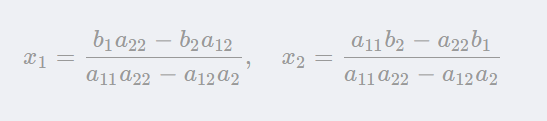 x₁ = (b₁a₂₂ − b₂a₁₂) / (a₁₁a₂₂ − a₁₂a₂), x₂ = (a₁₁b₂ − a₂₂b₁) / (a₁₁a₂₂ − a₁₂a₂)